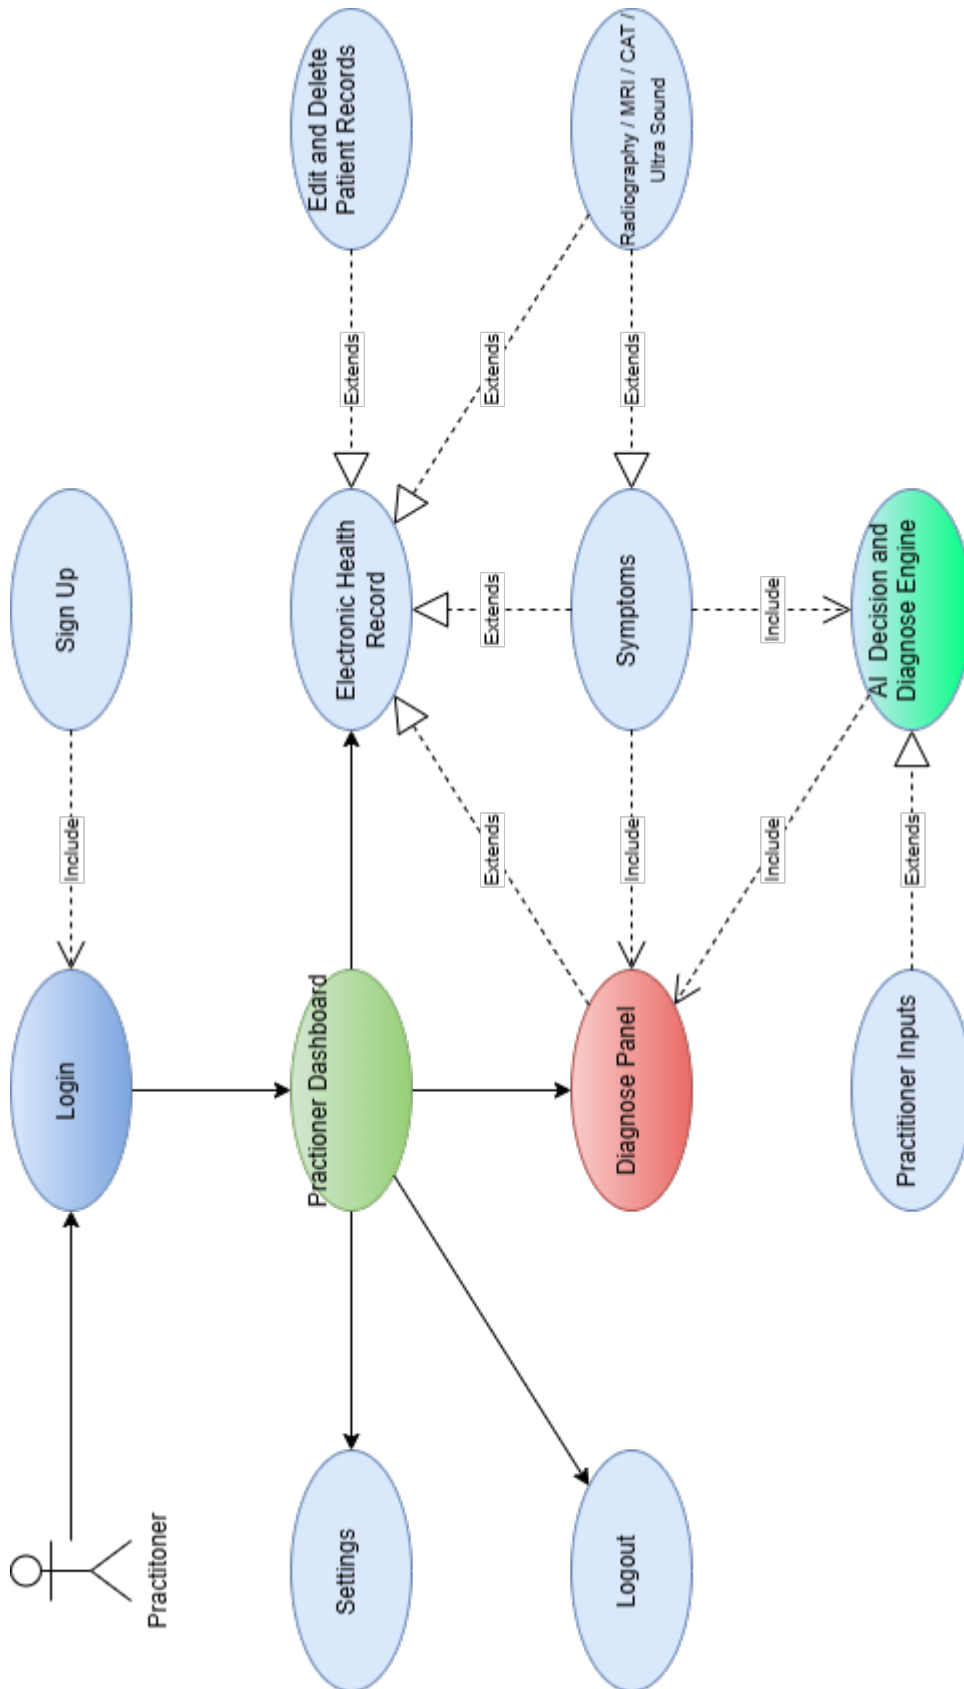 Login
Include
Sign Up
Practitoner
Settings
Practioner Dashboard
Electronic Health
Record
Extends
Edit and Delete
Patient Records
Extends
Extends
Extends
Logout
Diagnose Panel
Include
Symptoms
Extends
Radiography / MRI / CAT /
Ultra Sound
Include
Include
Practitioner Inputs
Extends
AI Decision and
Diagnose Engine